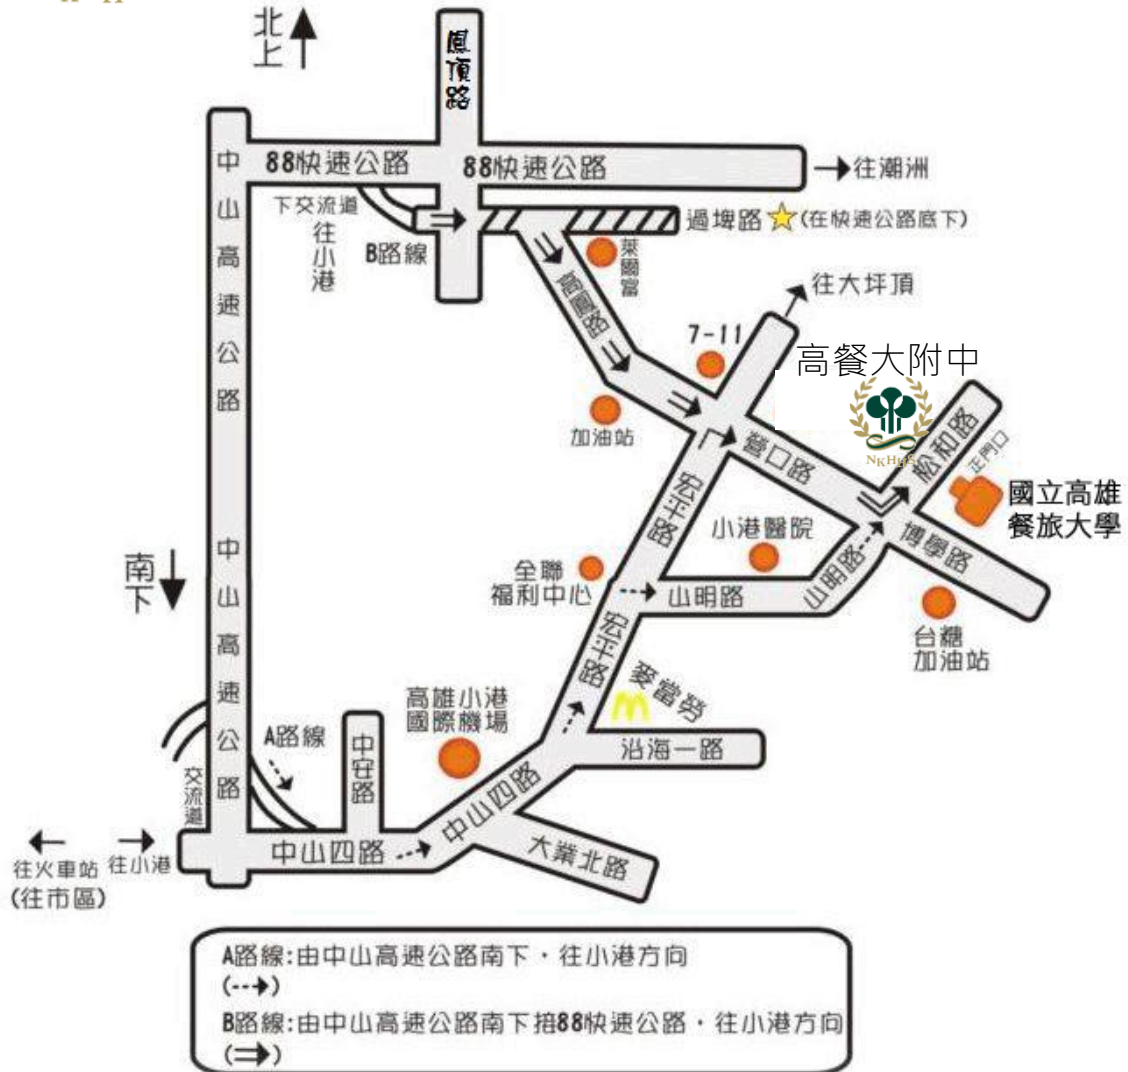 北上
鳳頂路
中山高速公路
88快速公路
88快速公路
往潮洲
下交流道
往小港
B路線
過埤路
(在快速公路底下)
萊爾富
高鳳路
往大坪頂
7-11
高餐大附中
加油站
營口路
NKHHS
松和路
正門口
國立高雄
餐旅大學
宏平路
小港醫院
博學路
南下
中山高速公路
全聯
福利中心
山明路
山明路
台糖
加油站
宏平路
麥當勞
高雄小港
國際機場
A路線
中安路
沿海一路
交流道
中山四路
中山四路
大業北路
往火車站
(往市區)
往小港
A路線:由中山高速公路南下,往小港方向
(⇢)
B路線:由中山高速公路南下接88快速公路,往小港方向
(⇒)